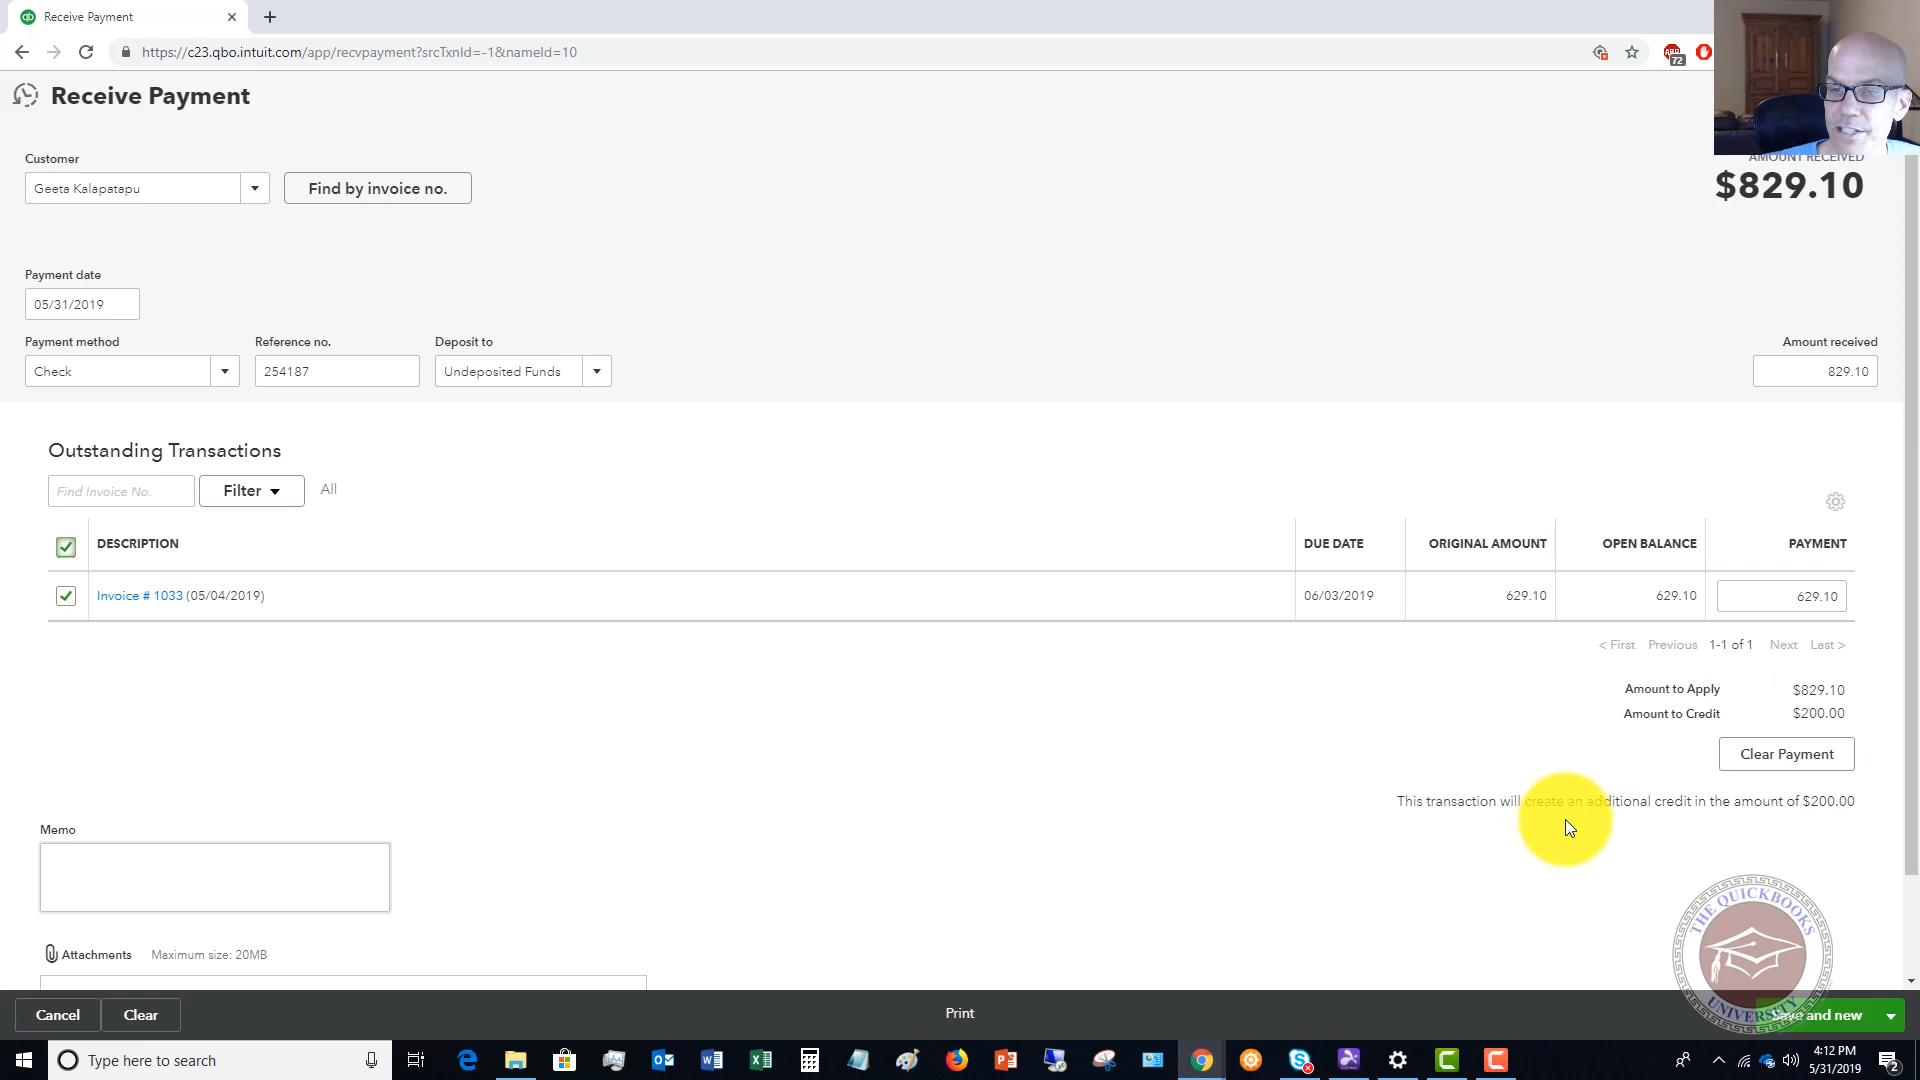 Receive Payment
https://c23.qbo.intuit.com/app/recvpayment?srcTxnId=-1&nameId=10
72
Receive Payment
Customer
Geeta Kalapatapu
Find by invoice no.
AMOUNT RECEIVED
$829.10
Payment date
05/31/2019
Payment method
Reference no.
Deposit to
Amount received
Check
254187
Undeposited Funds
829.10
Outstanding Transactions
Find Invoice No.
Filter
All
DESCRIPTION
DUE DATE
ORIGINAL AMOUNT
OPEN BALANCE
PAYMENT
Invoice # 1033 (05/04/2019)
06/03/2019
629.10
629.10
629.10
< First Previous 1-1 of 1 Next Last >
Amount to Apply $829.10
Amount to Credit $200.00
Clear Payment
This transaction will create an additional credit in the amount of $200.00
Memo
THE QUICKBOOKS
UNIVERSITY
Attachments Maximum size: 20MB
Cancel
Clear
Print
Save and new
Type here to search
4:12 PM
5/31/2019
2